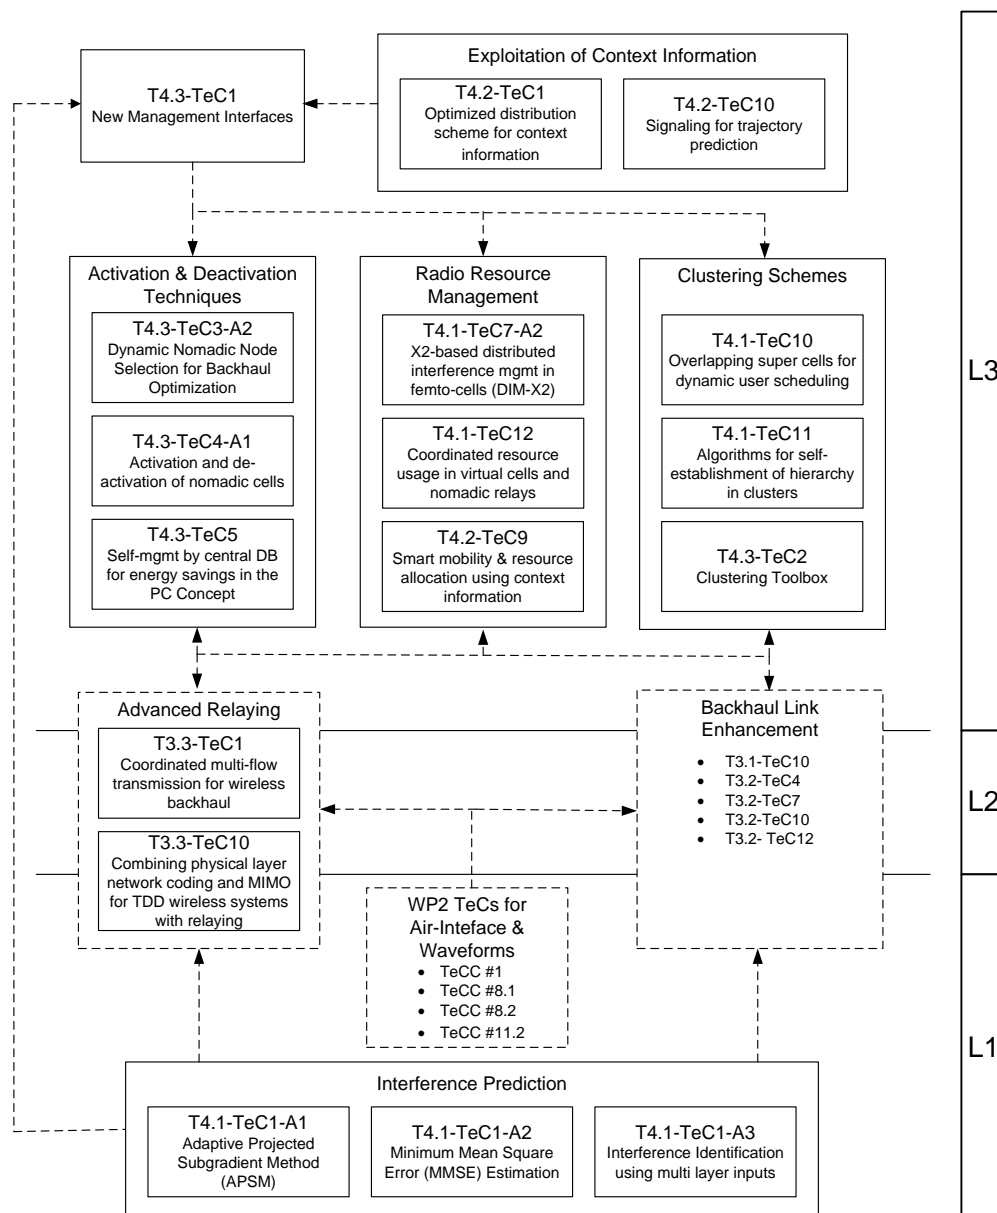 Exploitation of Context Information
T4.3-TeC1
New Management Interfaces
T4.2-TeC1
Optimized distribution
scheme for context
information
T4.2-TeC10
Signaling for trajectory
prediction
Activation & Deactivation
Techniques
T4.3-TeC3-A2
Dynamic Nomadic Node
Selection for Backhaul
Optimization
T4.3-TeC4-A1
Activation and de-
activation of nomadic cells
T4.3-TeC5
Self-mgmt by central DB
for energy savings in the
PC Concept
Radio Resource
Management
T4.1-TeC7-A2
X2-based distributed
interference mgmt in
femto-cells (DIM-X2)
T4.1-TeC12
Coordinated resource
usage in virtual cells and
nomadic relays
T4.2-TeC9
Smart mobility & resource
allocation using context
information
Clustering Schemes
T4.1-TeC10
Overlapping super cells for
dynamic user scheduling
T4.1-TeC11
Algorithms for self-
establishment of hierarchy
in clusters
T4.3-TeC2
Clustering Toolbox
L3
Advanced Relaying
T3.3-TeC1
Coordinated multi-flow
transmission for wireless
backhaul
T3.3-TeC10
Combining physical layer
network coding and MIMO
for TDD wireless systems
with relaying
Backhaul Link
Enhancement
• T3.1-TeC10
• T3.2-TeC4
• T3.2-TeC7
• T3.2-TeC10
• T3.2- TeC12
L2
WP2 TeCs for
Air-Inteface &
Waveforms
• TeCC #1
• TeCC #8.1
• TeCC #8.2
• TeCC #11.2
L1
Interference Prediction
T4.1-TeC1-A1
Adaptive Projected
Subgradient Method
(APSM)
T4.1-TeC1-A2
Minimum Mean Square
Error (MMSE) Estimation
T4.1-TeC1-A3
Interference Identification
using multi layer inputs